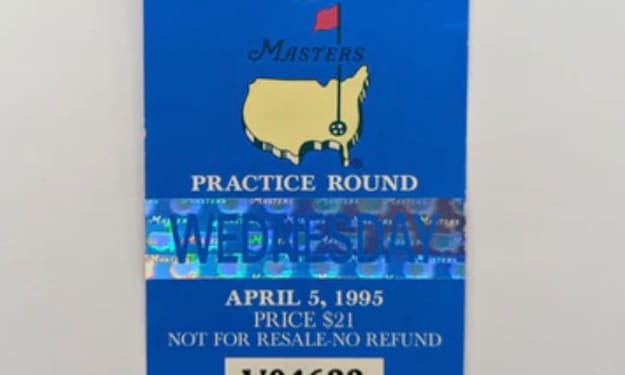 MASTERS
PRACTICE ROUND
WEDNESDAY
APRIL 5, 1995
PRICE $21
NOT FOR RESALE-NO REFUND